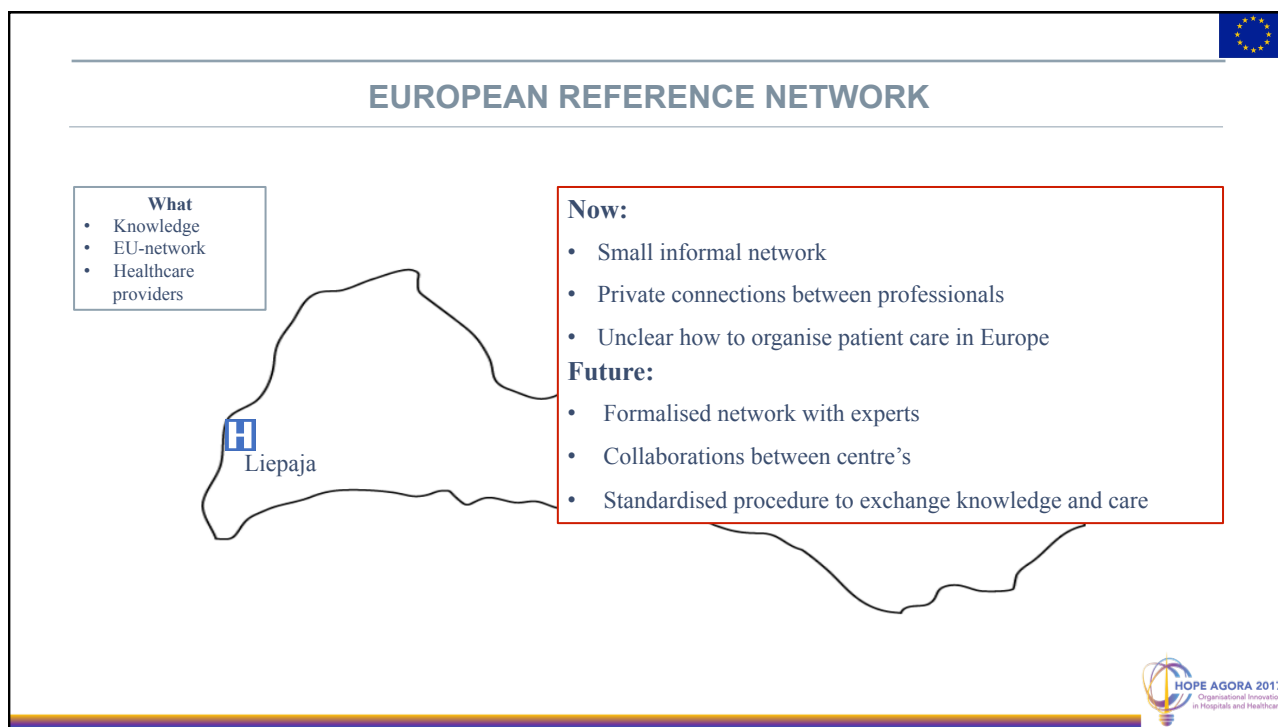 EUROPEAN REFERENCE NETWORK
What
• Knowledge
• EU-network
• Healthcare
providers
Now:
• Small informal network
• Private connections between professionals
• Unclear how to organise patient care in Europe
Future:
• Formalised network with experts
• Collaborations between centre’s
• Standardised procedure to exchange knowledge and care
H
Liepaja
HOPE AGORA 2017
Organisational Innovatio
in Hospitals and Healthcar